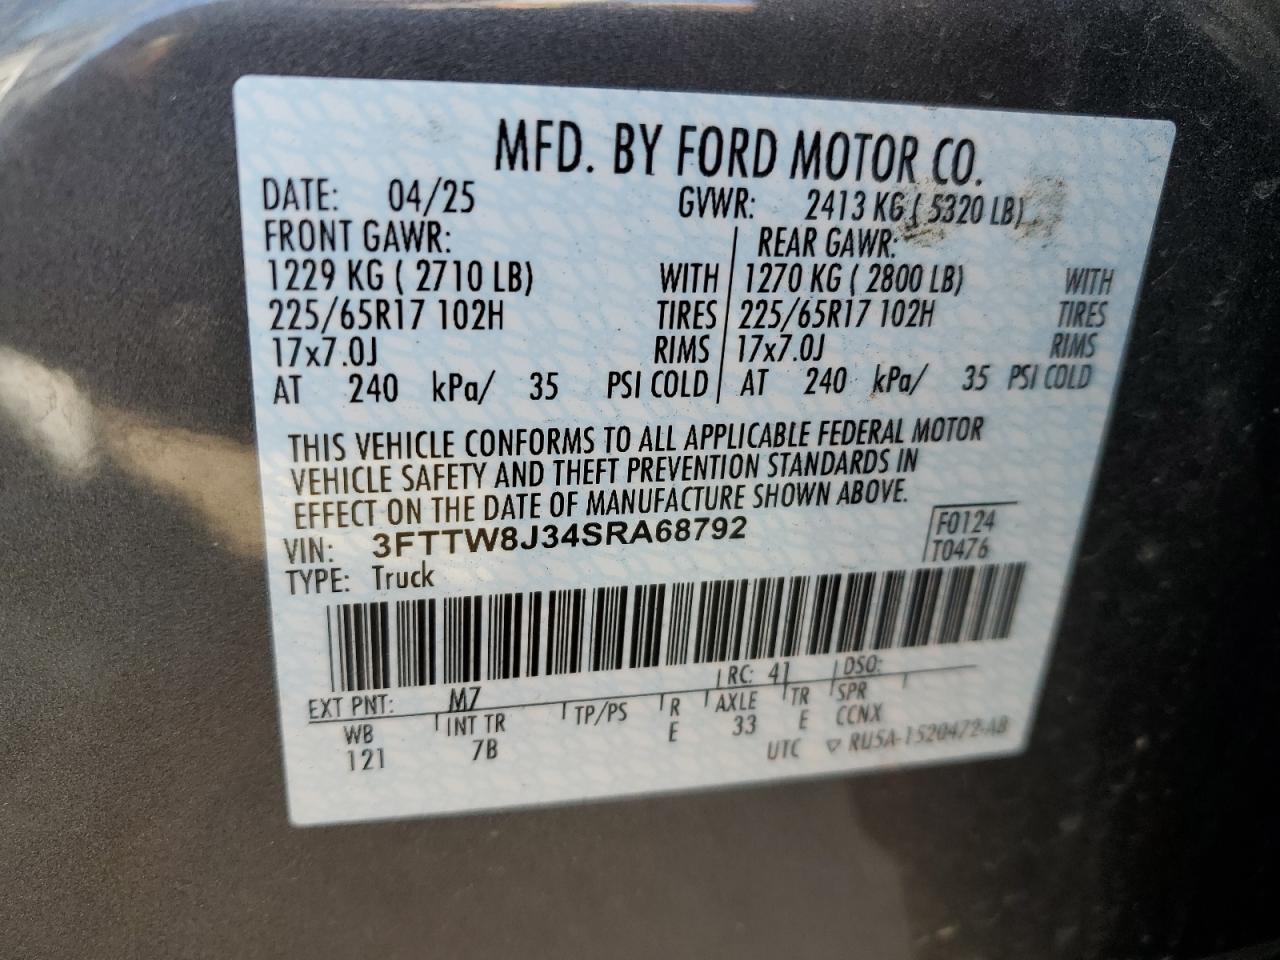 MFD. BY FORD MOTOR CO.
DATE: 04/25 GVWR: 2413 KG ( 5320 LB)
FRONT GAWR: REAR GAWR:
1229 KG ( 2710 LB) WITH 1270 KG ( 2800 LB) WITH
225/65R17 102H TIRES 225/65R17 102H TIRES
17x7.0J RIMS 17x7.0J RIMS
AT 240 kPa/ 35 PSI COLD AT 240 kPa/ 35 PSI COLD
THIS VEHICLE CONFORMS TO ALL APPLICABLE FEDERAL MOTOR
VEHICLE SAFETY AND THEFT PREVENTION STANDARDS IN
EFFECT ON THE DATE OF MANUFACTURE SHOWN ABOVE.
VIN: 3FTTW8J34SRA68792 F0124
TYPE: Truck T0476
EXT PNT: M7 RC: 41 DSO:
WB INT TR TP/PS R AXLE TR SPR
121 7B E 33 E CCNX
UTC ▽ RU5A-1520472-AB